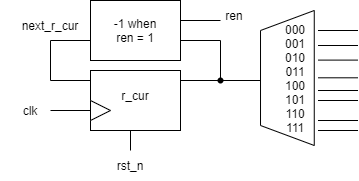 ren
next_r_cur
-1 when
ren = 1
000
001
010
011
100
101
110
111
r_cur
clk
rst_n